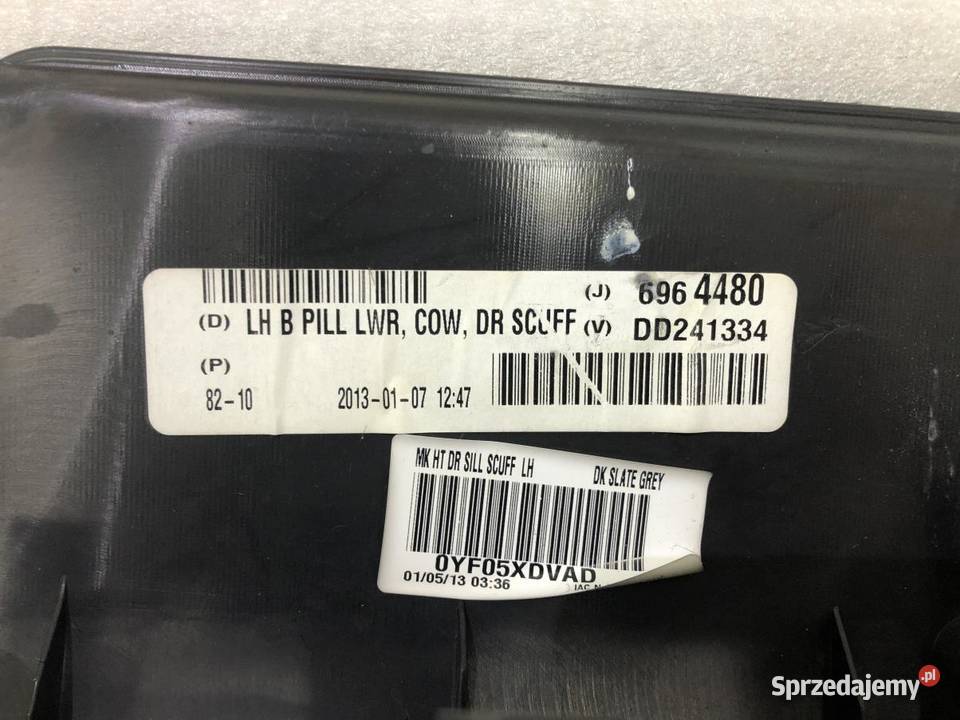 (J) 696 4480
(D) LH B PILL LWR, COW, DR SCUFF (V) DD241334
(P)
82-10 2013-01-07 12:47
MK HT DR SILL SCUFF LH DK SLATE GREY
0YF05XDVAD
01/05/13 03:36 IAC
Sprzedajemy.pl